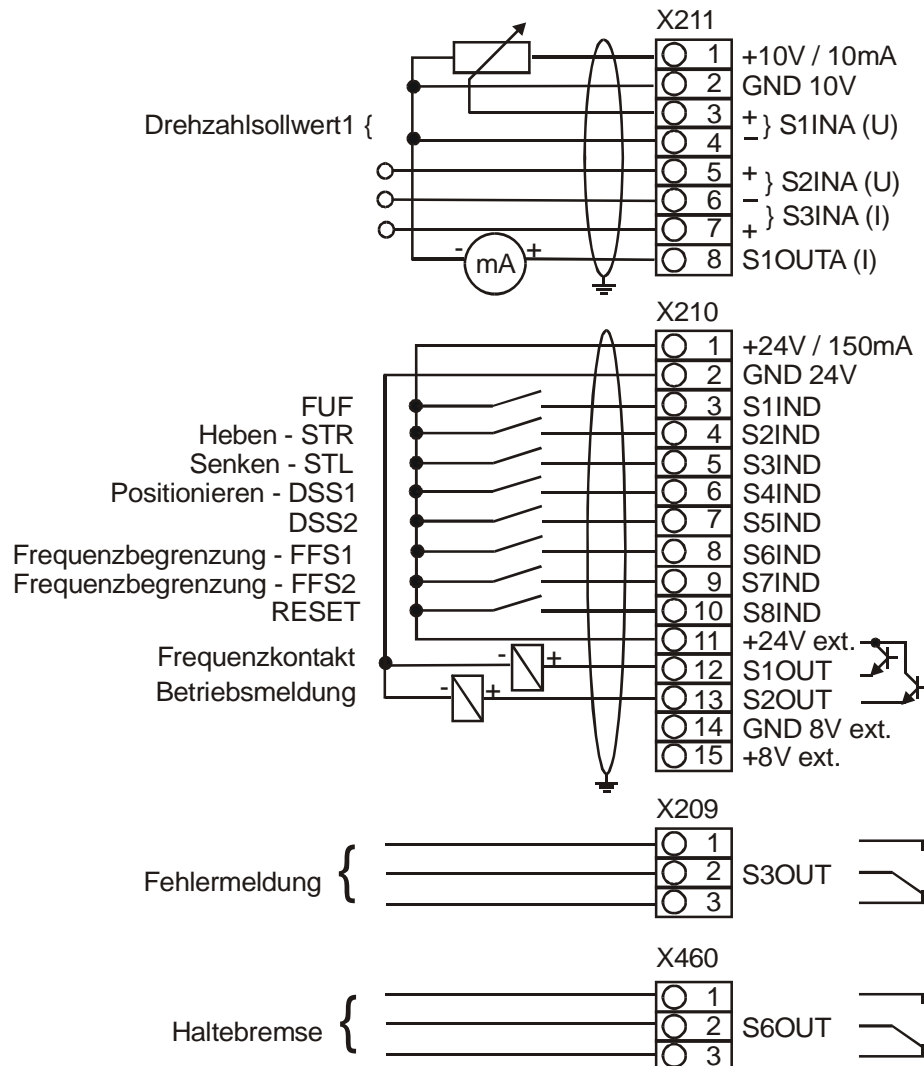 X211
1 +10V / 10mA
2 GND 10V
Drehzahlsollwert1 { 3 + } S1INA (U)
4 −
5 + } S2INA (U)
6 − } S3INA (I)
7 +
- mA + 8 S1OUTA (I)
X210
1 +24V / 150mA
2 GND 24V
FUF 3 S1IND
Heben - STR 4 S2IND
Senken - STL 5 S3IND
Positionieren - DSS1 6 S4IND
DSS2 7 S5IND
Frequenzbegrenzung - FFS1 8 S6IND
Frequenzbegrenzung - FFS2 9 S7IND
RESET 10 S8IND
11 +24V ext.
Frequenzkontakt - + 12 S1OUT
Betriebsmeldung - + 13 S2OUT
14 GND 8V ext.
15 +8V ext.
X209
1
Fehlermeldung { 2 S3OUT
3
X460
1
Haltebremse { 2 S6OUT
3